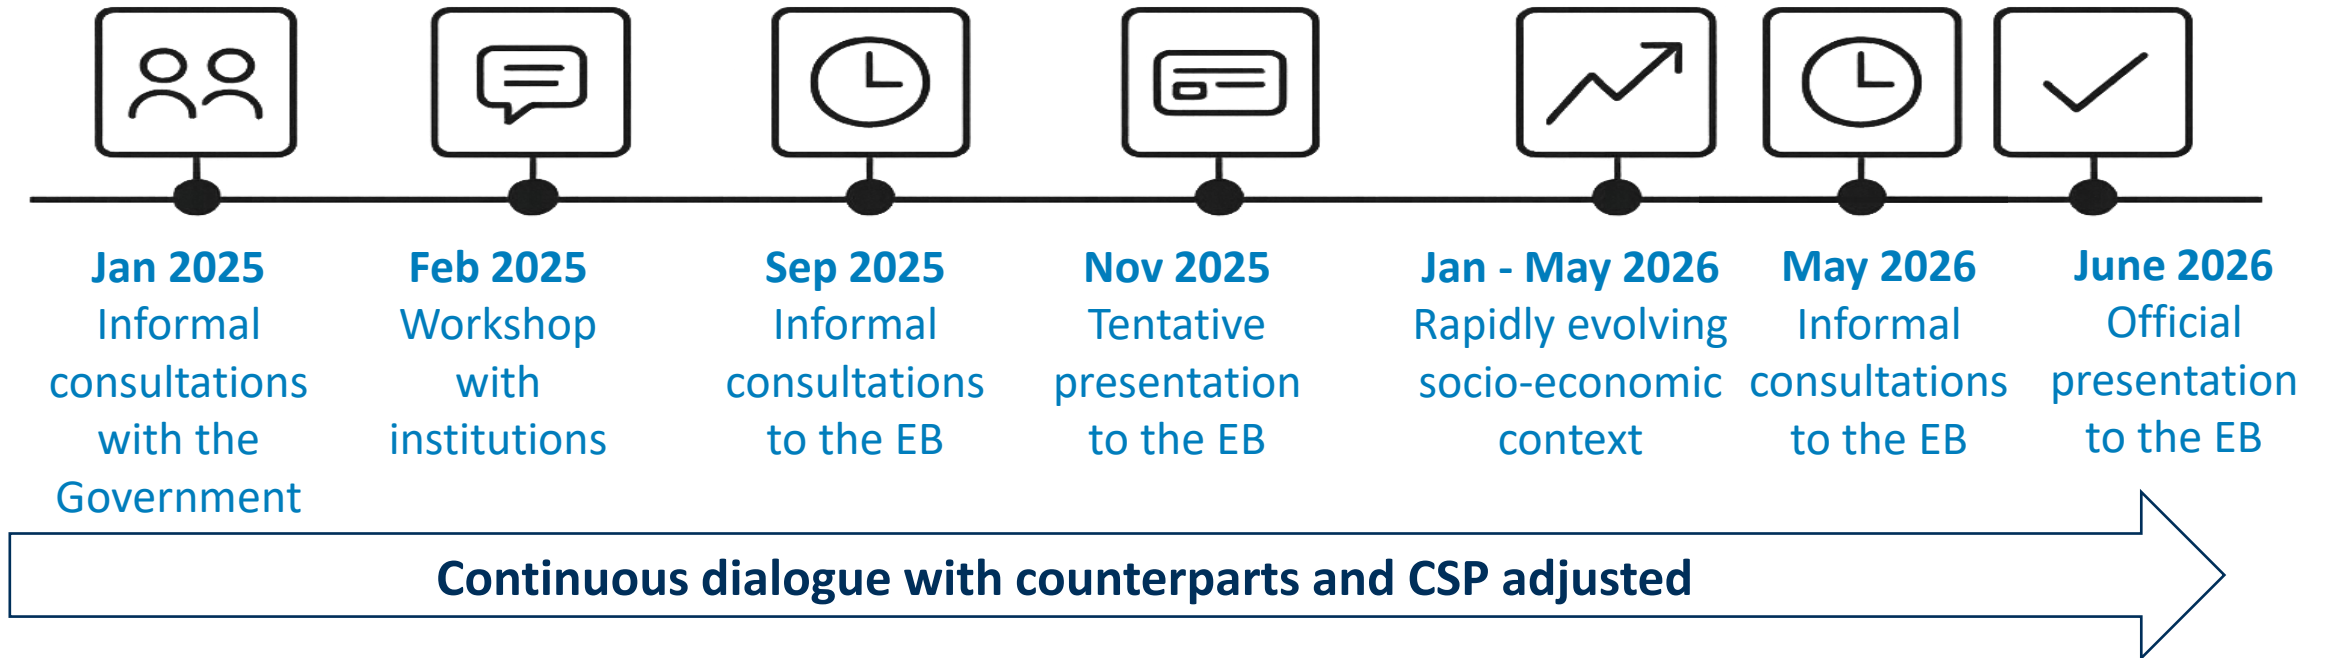 Jan 2025
Informal
consultations
with the
Government
Feb 2025
Workshop
with
institutions
Sep 2025
Informal
consultations
to the EB
Nov 2025
Tentative
presentation
to the EB
Jan - May 2026
Rapidly evolving
socio-economic
context
May 2026
Informal
consultations
to the EB
June 2026
Official
presentation
to the EB
Continuous dialogue with counterparts and CSP adjusted